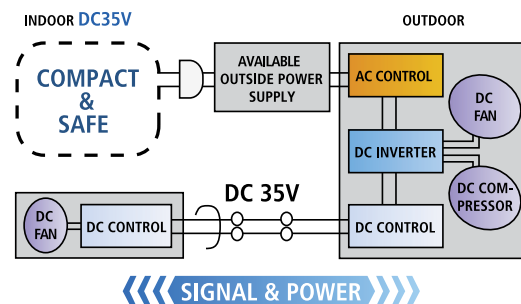 INDOOR DC35V
OUTDOOR
COMPACT
&
SAFE
AVAILABLE
OUTSIDE POWER
SUPPLY
AC CONTROL
DC
FAN
DC INVERTER
DC COM-
PRESSOR
DC 35V
DC
FAN
DC CONTROL
DC CONTROL
SIGNAL & POWER